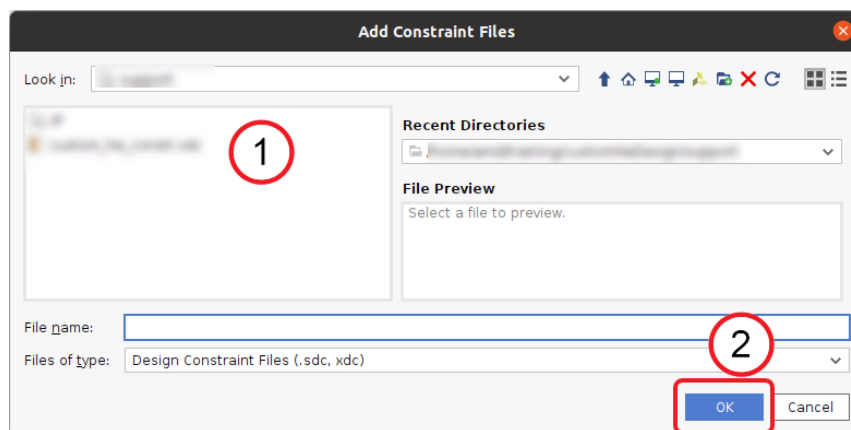 Add Constraint Files
Look in:
1
Recent Directories
File Preview
Select a file to preview.
File name:
2
Files of type: Design Constraint Files (.sdc, xdc)
OK Cancel